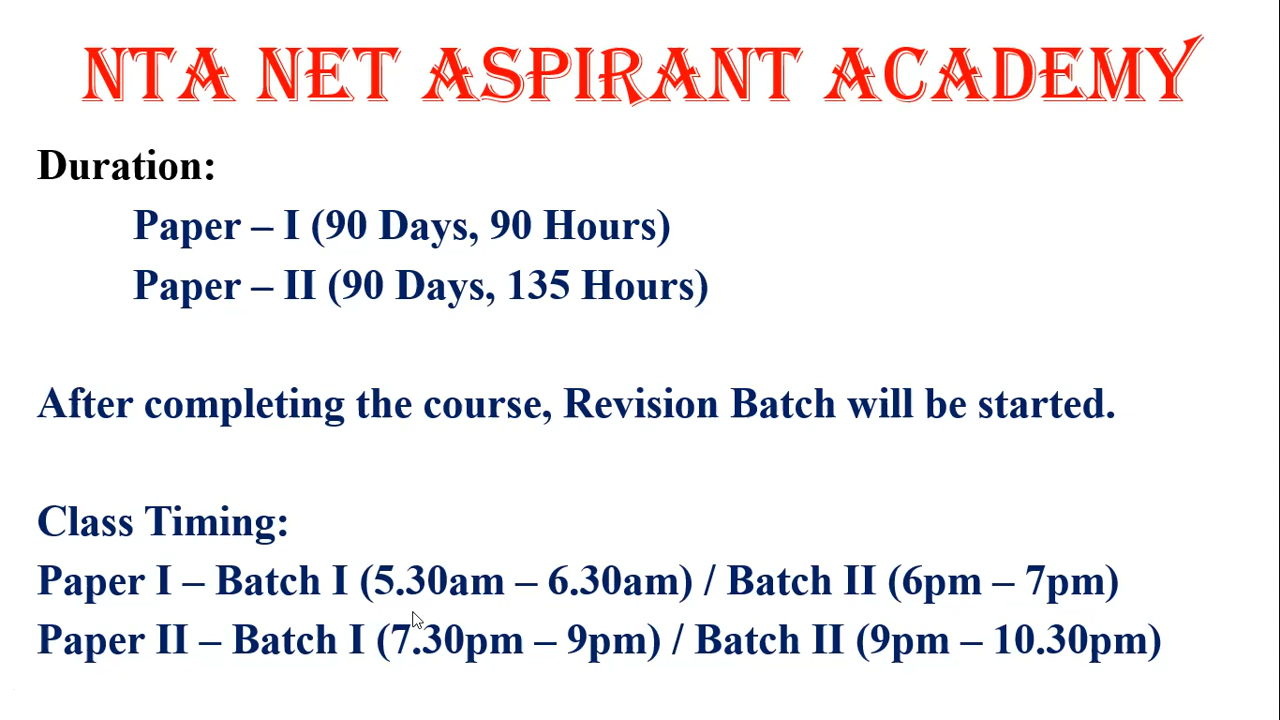 NTA NET ASPIRANT ACADEMY
Duration:
Paper – I (90 Days, 90 Hours)
Paper – II (90 Days, 135 Hours)
After completing the course, Revision Batch will be started.
Class Timing:
Paper I – Batch I (5.30am – 6.30am) / Batch II (6pm – 7pm)
Paper II – Batch I (7.30pm – 9pm) / Batch II (9pm – 10.30pm)